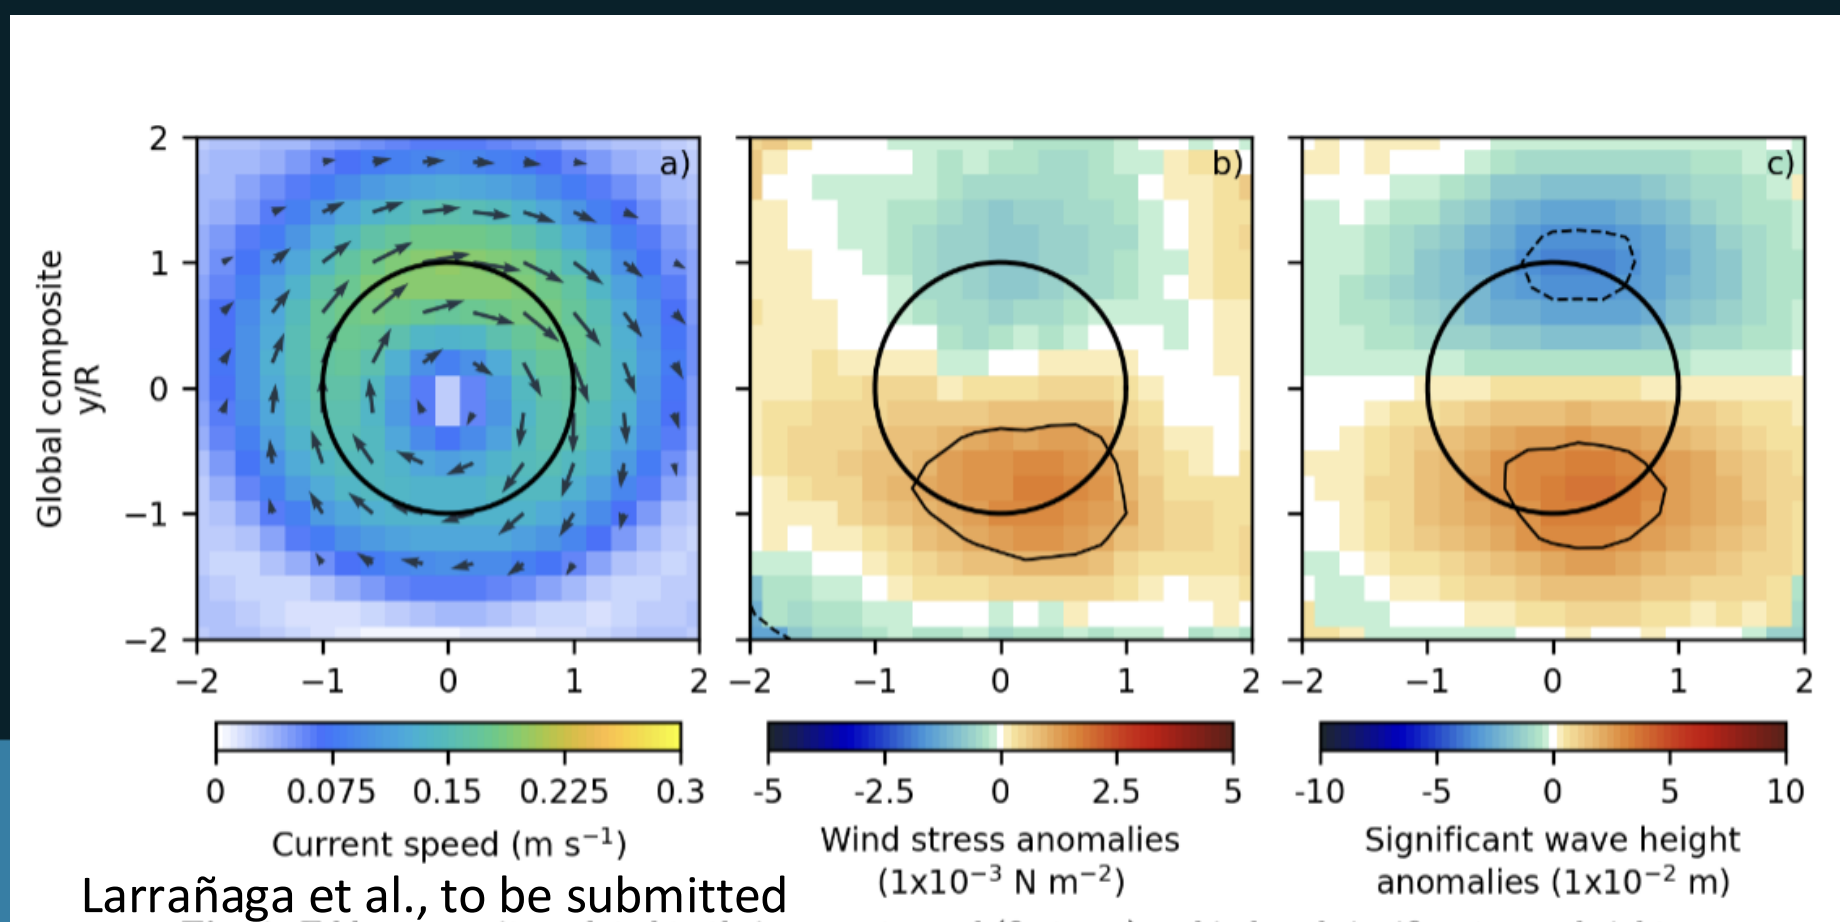 a)
b)
c)
Global composite
y/R
2
1
0
−1
−2
−2 −1 0 1 2
−2 −1 0 1 2
−2 −1 0 1 2
0 0.075 0.15 0.225 0.3
Current speed (m s⁻¹)
-5 -2.5 0 2.5 5
Wind stress anomalies
(1x10⁻³ N m⁻²)
-10 -5 0 5 10
Significant wave height
anomalies (1x10⁻² m)
Larrañaga et al., to be submitted